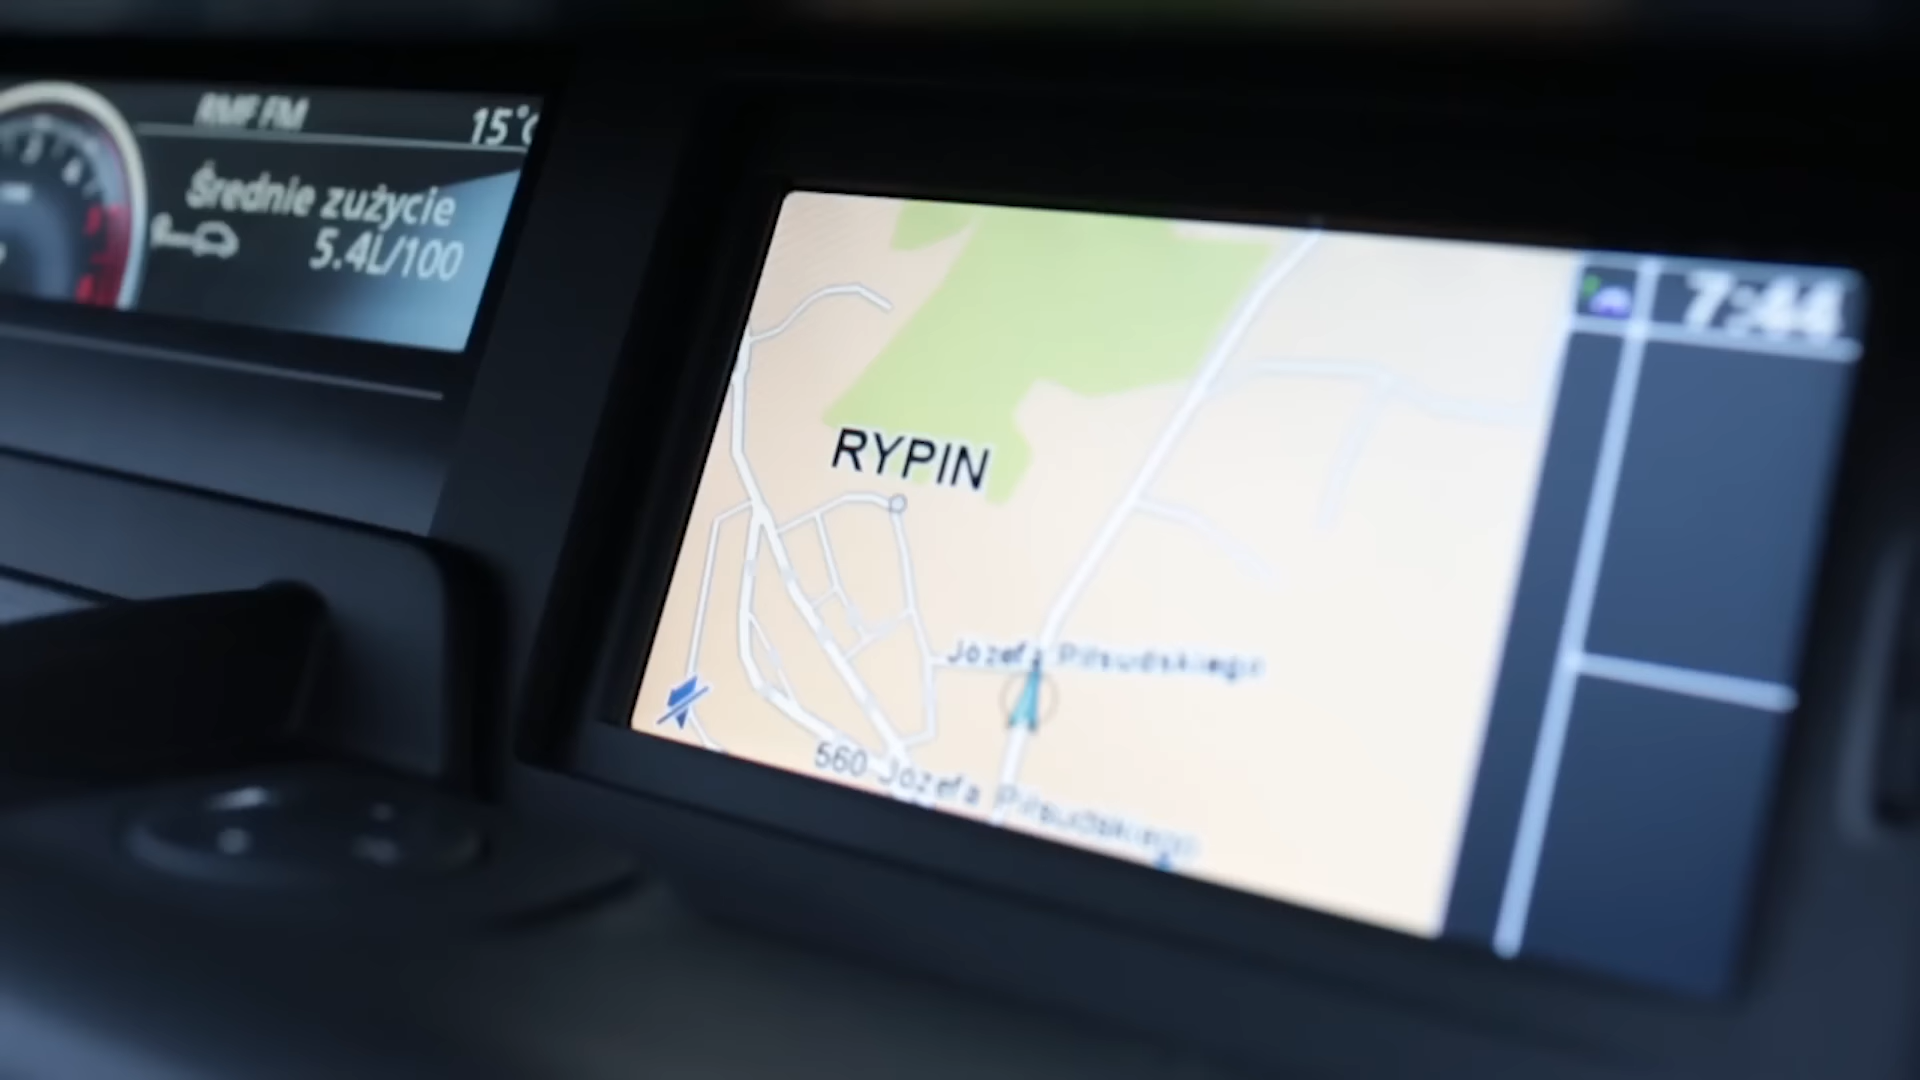 RMF FM
15°C
Średnie zużycie
5.4L/100
7:44
RYPIN
Józefa Piłsudskiego
560 Józefa Piłsudskiego